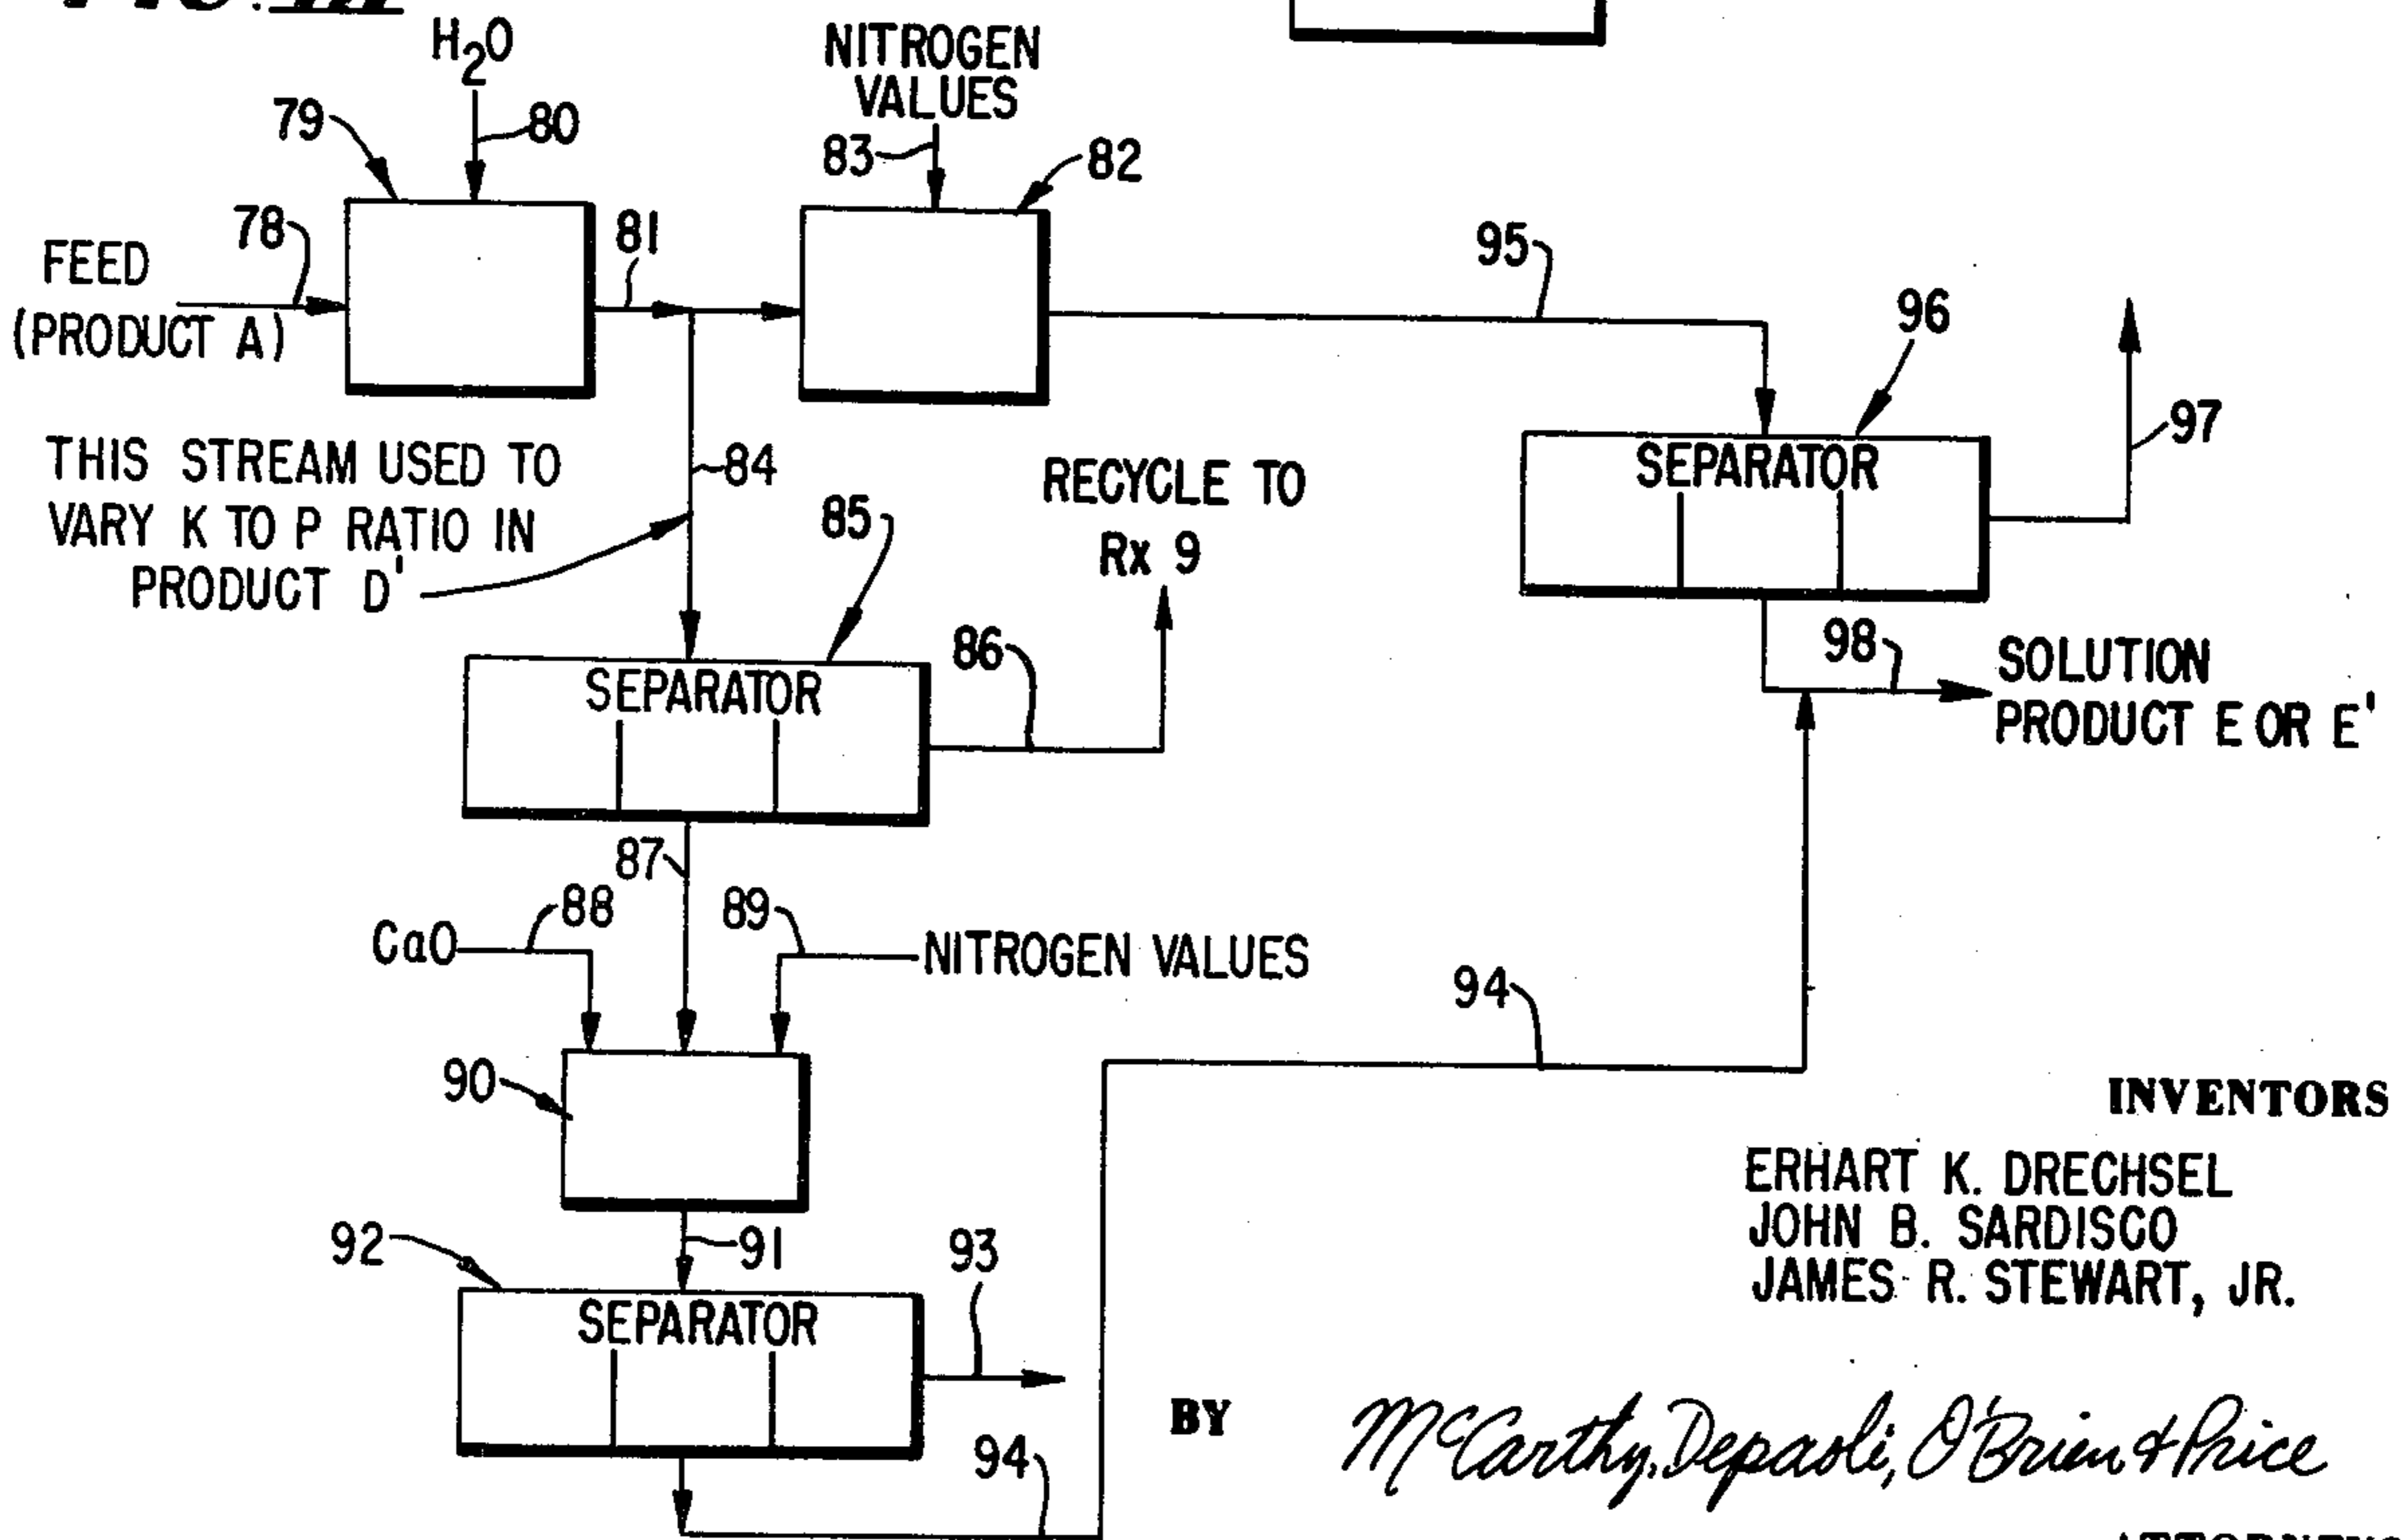 FIG. III
H2O
NITROGEN
VALUES
79
80
83
82
78
81
FEED
(PRODUCT A)
95
96
97
THIS STREAM USED TO
VARY K TO P RATIO IN
PRODUCT D'
84
RECYCLE TO
Rx 9
SEPARATOR
85
86
98
SOLUTION
PRODUCT E OR E'
SEPARATOR
87
88
89
CaO
NITROGEN VALUES
94
90
INVENTORS
ERHART K. DRECHSEL
JOHN B. SARDISCO
JAMES R. STEWART, JR.
91
92
93
SEPARATOR
94
BY
McCarthy, Depaoli, O'Brien & Price